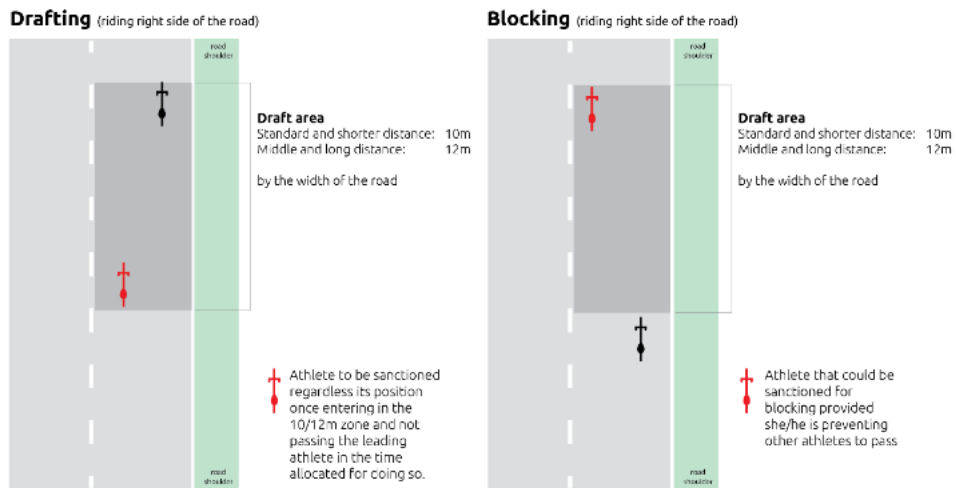 Drafting (riding right side of the road)
road
shoulder
Draft area
Standard and shorter distance: 10m
Middle and long distance: 12m
by the width of the road
Athlete to be sanctioned
regardless its position
once entering in the
10/12m zone and not
passing the leading
athlete in the time
allocated for doing so.
road
shoulder
Blocking (riding right side of the road)
road
shoulder
Draft area
Standard and shorter distance: 10m
Middle and long distance: 12m
by the width of the road
Athlete that could be
sanctioned for
blocking provided
she/he is preventing
other athletes to pass
road
shoulder